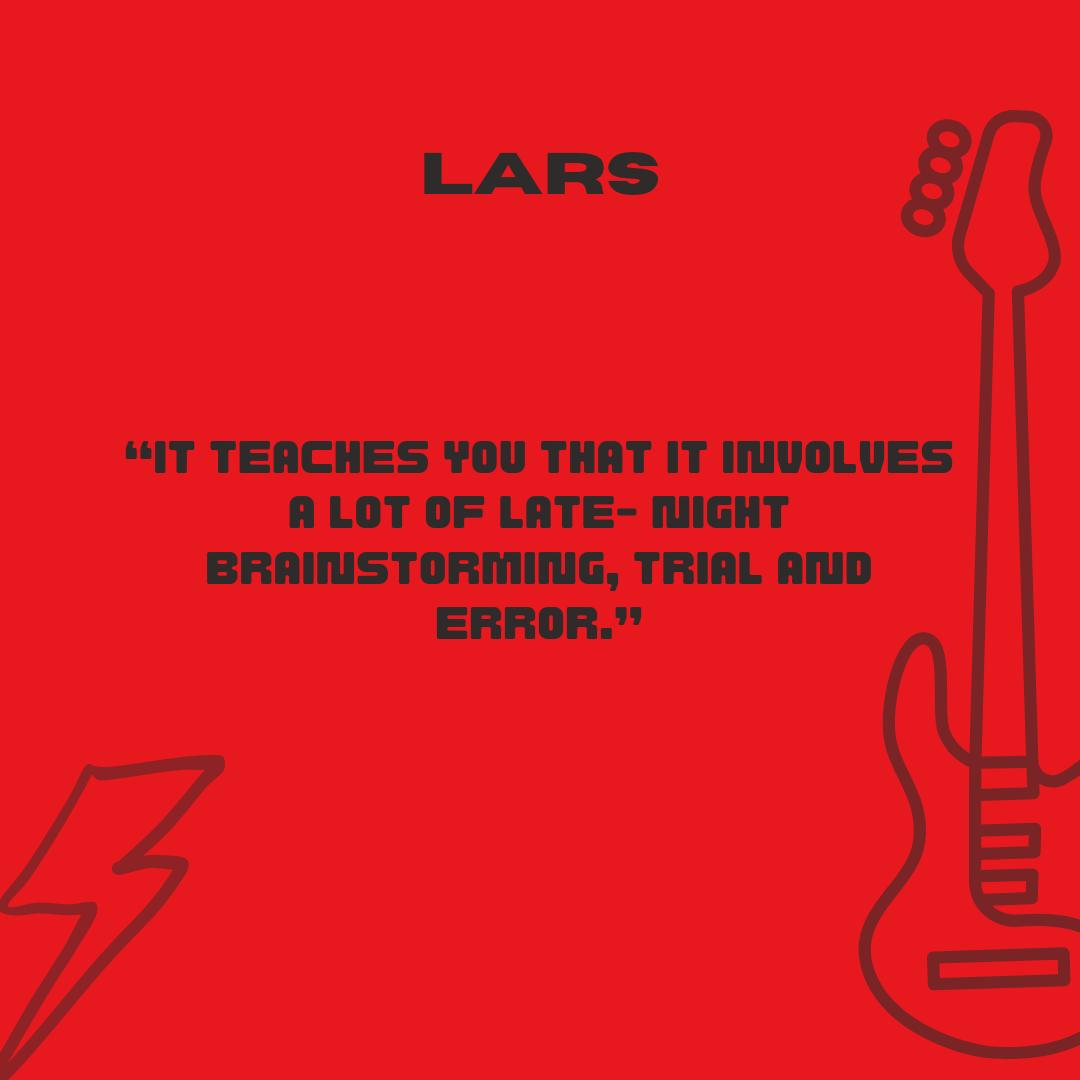 LARS
“IT TEACHES YOU THAT IT INVOLVES
A LOT OF LATE- NIGHT
BRAINSTORMING, TRIAL AND
ERROR.”